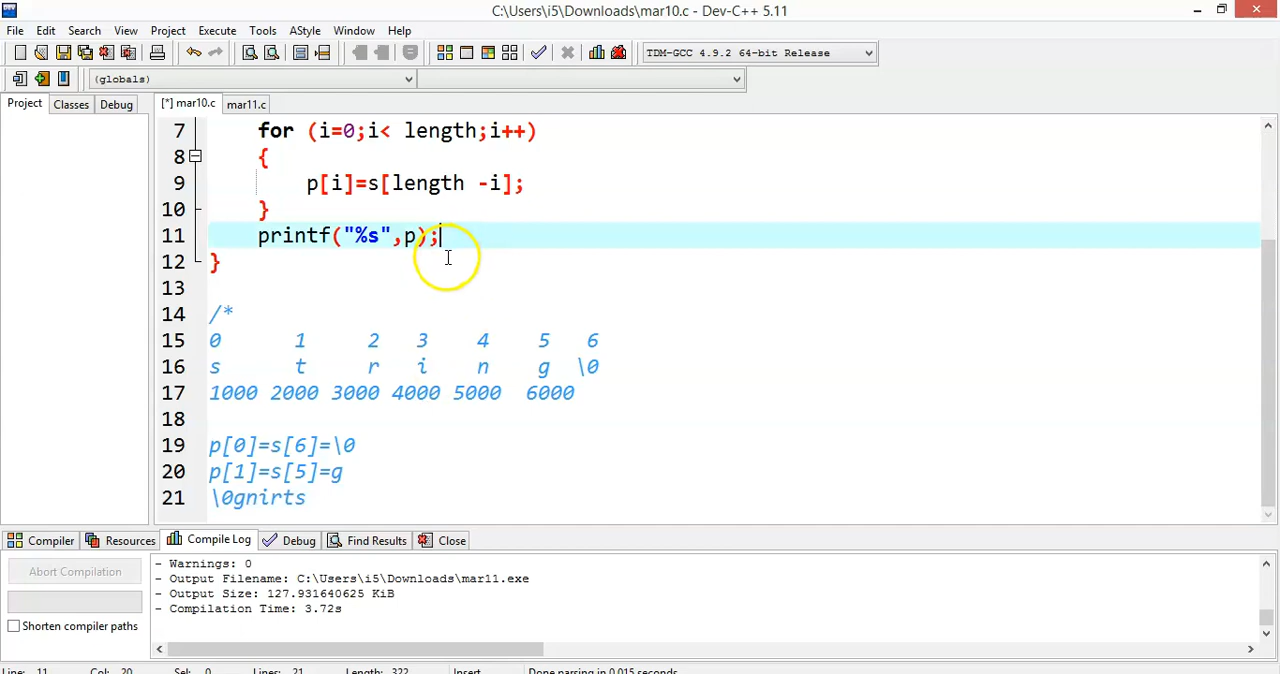 C:\Users\i5\Downloads\mar10.c - Dev-C++ 5.11
File Edit Search View Project Execute Tools AStyle Window Help
TDM-GCC 4.9.2 64-bit Release
(globals)
Project Classes Debug
[*] mar10.c mar11.c
7 for (i=0;i< length;i++)
8 {
9 p[i]=s[length -i];
10 }
11 printf("%s",p);
12 }
13
14 /*
15 0 1 2 3 4 5 6
16 s t r i n g \0
17 1000 2000 3000 4000 5000 6000
18
19 p[0]=s[6]=\0
20 p[1]=s[5]=g
21 \0gnirts
Compiler Resources Compile Log Debug Find Results Close
Abort Compilation
Shorten compiler paths
- Warnings: 0
- Output Filename: C:\Users\i5\Downloads\mar11.exe
- Output Size: 127.931640625 KiB
- Compilation Time: 3.72s
Line: 11 Col: 20 Sel: 0 Lines: 21 Length: 322 Insert Done parsing in 0.015 seconds